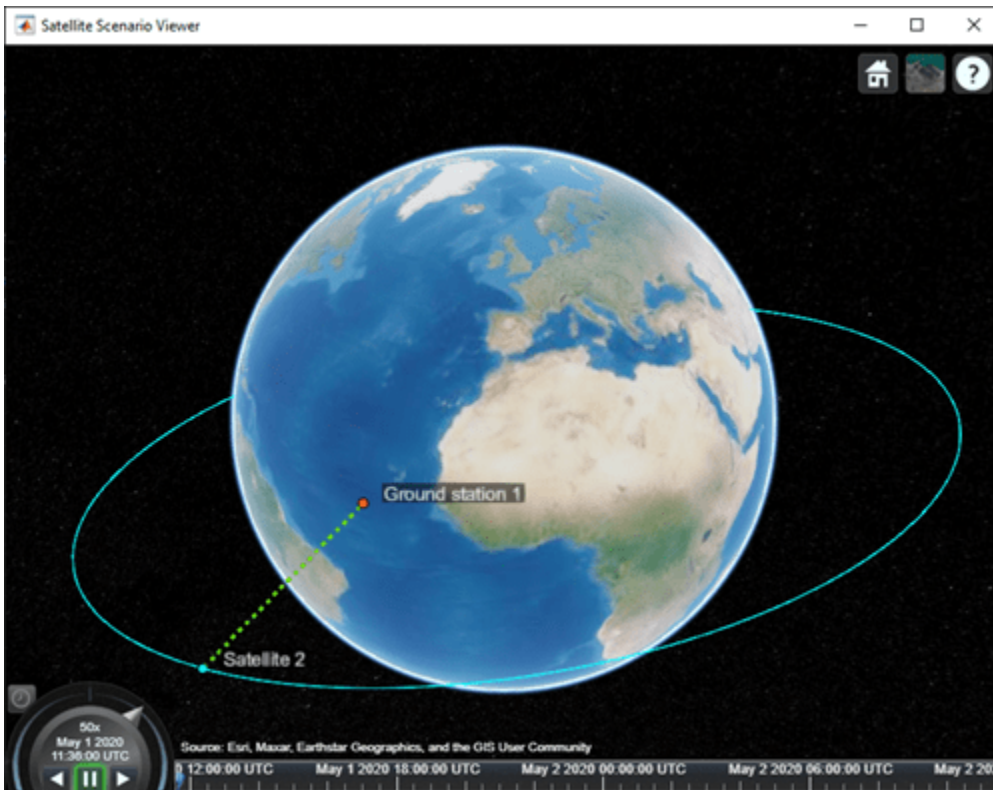 Satellite Scenario Viewer
?
Ground station 1
Satellite 2
50x
May 1 2020
11:36:00 UTC
Source: Esri, Maxar, Earthstar Geographics, and the GIS User Community
12:00:00 UTC May 1 2020 18:00:00 UTC May 2 2020 00:00:00 UTC May 2 2020 06:00:00 UTC May 2 20